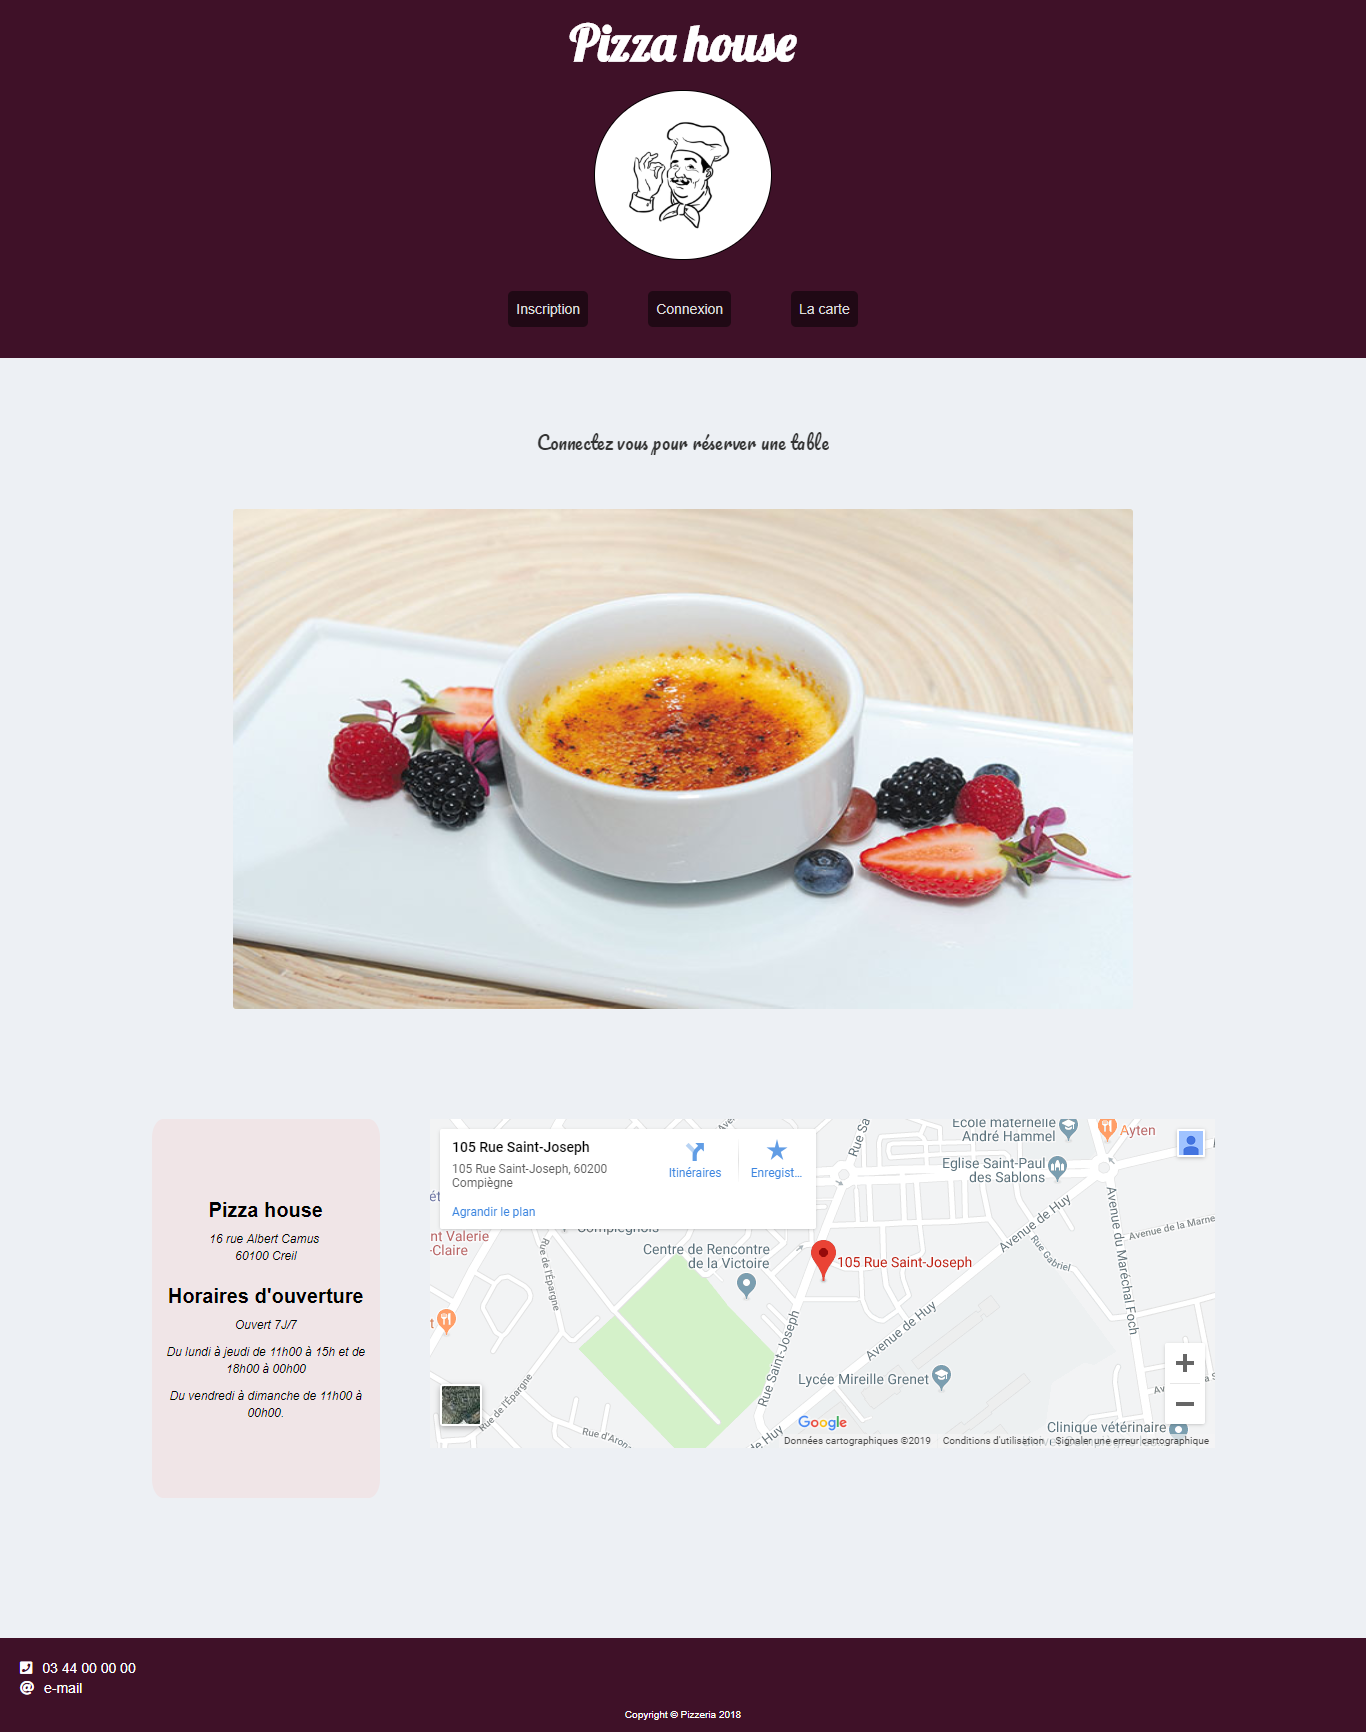 Pizza house
Inscription
Connexion
La carte
Connectez vous pour réserver une table
Pizza house
16 rue Albert Camus
60100 Creil
Horaires d'ouverture
Ouvert 7J/7
Du lundi à jeudi de 11h00 à 15h et de
18h00 à 00h00
Du vendredi à dimanche de 11h00 à
00h00.
105 Rue Saint-Joseph
105 Rue Saint-Joseph, 60200
Compiègne
Itinéraires
Enregist...
Agrandir le plan
Ecole maternelle
André Hammel
Ayten
Eglise Saint-Paul
des Sablons
Avenue de Huy
Avenue de la Marne
Rue Gabriel
Avenue du Maréchal Foch
nt Valerie
-Claire
Rue de l'Épargne
Centre de Rencontre
de la Victoire
105 Rue Saint-Joseph
Rue Saint-Joseph
Avenue de Huy
Lycée Mireille Grenet
Rue de l'Épargne
Rue d'Aron
de Huy
Google
Clinique vétérinaire
Données cartographiques ©2019
Conditions d'utilisation
Signaler une erreur cartographique
03 44 00 00 00
e-mail
Copyright © Pizzeria 2018